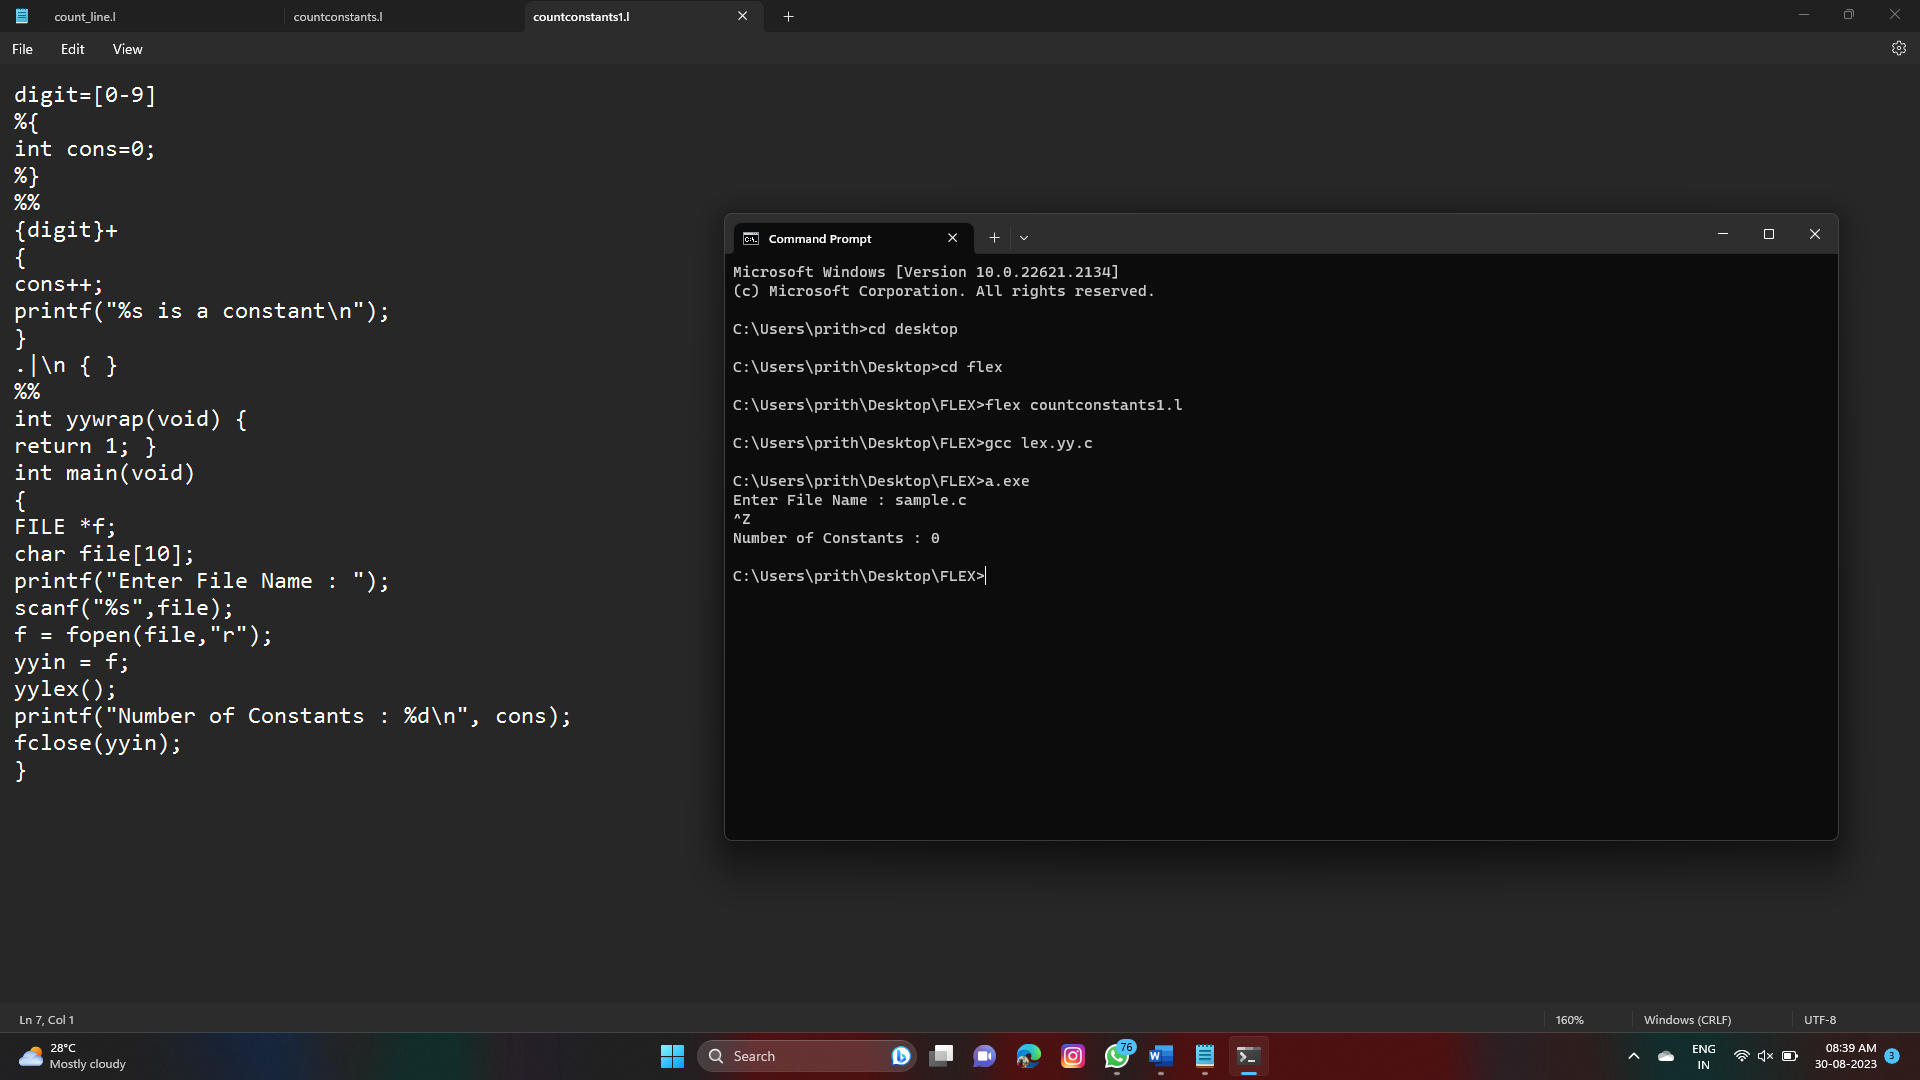 count_line.l
countconstants.l
countconstants1.l
File
Edit
View
digit=[0-9]
%{
int cons=0;
%}
%%
{digit}+
{
cons++;
printf("%s is a constant\n");
}
.|\n { }
%%
int yywrap(void) {
return 1; }
int main(void)
{
FILE *f;
char file[10];
printf("Enter File Name : ");
scanf("%s",file);
f = fopen(file,"r");
yyin = f;
yylex();
printf("Number of Constants : %d\n", cons);
fclose(yyin);
}
Command Prompt
Microsoft Windows [Version 10.0.22621.2134]
(c) Microsoft Corporation. All rights reserved.
C:\Users\prith>cd desktop
C:\Users\prith\Desktop>cd flex
C:\Users\prith\Desktop\FLEX>flex countconstants1.l
C:\Users\prith\Desktop\FLEX>gcc lex.yy.c
C:\Users\prith\Desktop\FLEX>a.exe
Enter File Name : sample.c
^Z
Number of Constants : 0
C:\Users\prith\Desktop\FLEX>
Ln 7, Col 1
160%
Windows (CRLF)
UTF-8
28°C
Mostly cloudy
Search
76
ENG
IN
08:39 AM
30-08-2023
3